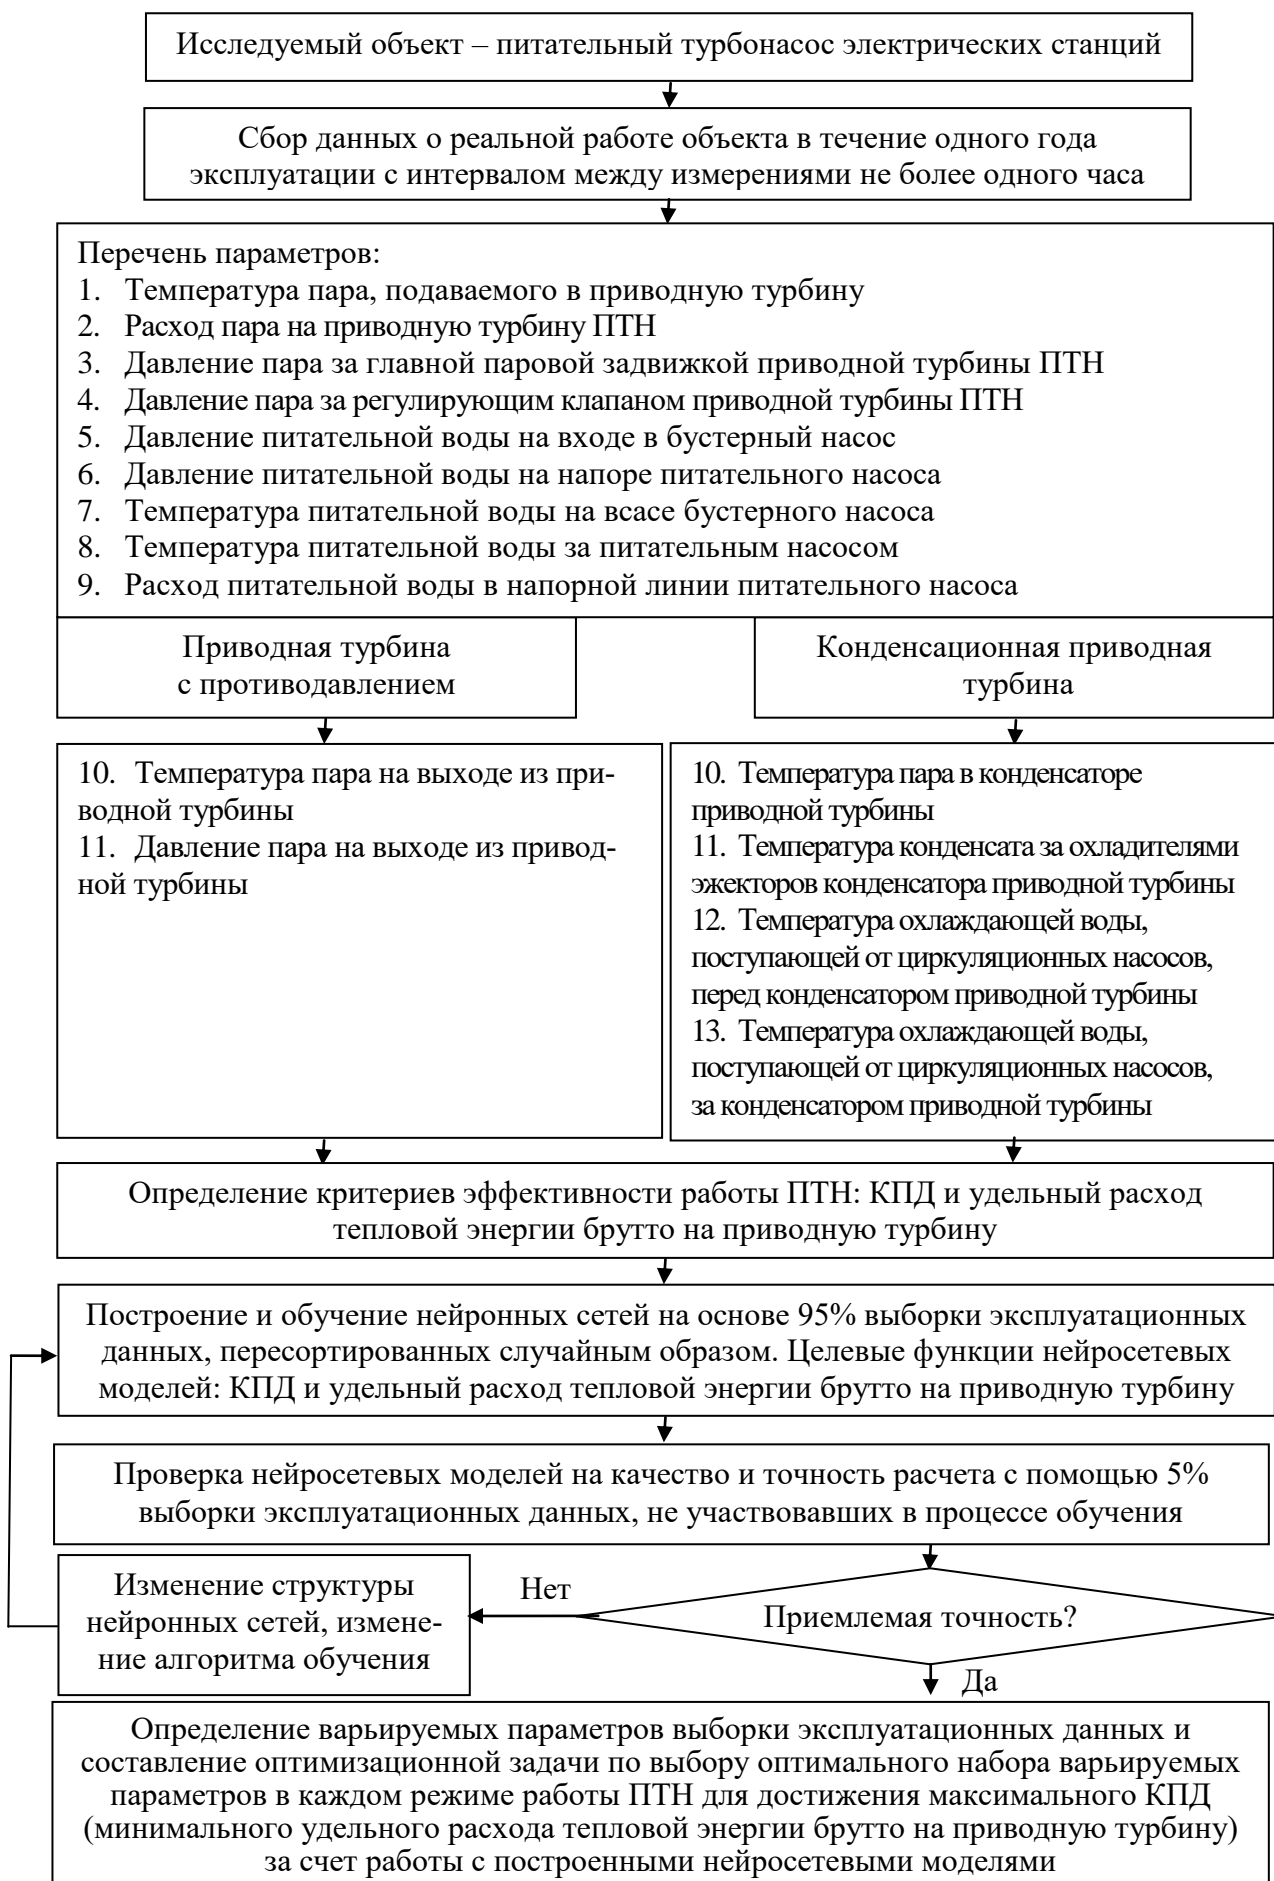 Исследуемый объект – питательный турбонасос электрических станций
Сбор данных о реальной работе объекта в течение одного года
эксплуатации с интервалом между измерениями не более одного часа
Перечень параметров:
1. Температура пара, подаваемого в приводную турбину
2. Расход пара на приводную турбину ПТН
3. Давление пара за главной паровой задвижкой приводной турбины ПТН
4. Давление пара за регулирующим клапаном приводной турбины ПТН
5. Давление питательной воды на входе в бустерный насос
6. Давление питательной воды на напоре питательного насоса
7. Температура питательной воды на всасе бустерного насоса
8. Температура питательной воды за питательным насосом
9. Расход питательной воды в напорной линии питательного насоса
Приводная турбина
с противодавлением
Конденсационная приводная
турбина
10. Температура пара на выходе из при-
водной турбины
11. Давление пара на выходе из привод-
ной турбины
10. Температура пара в конденсаторе
приводной турбины
11. Температура конденсата за охладителями
эжекторов конденсатора приводной турбины
12. Температура охлаждающей воды,
поступающей от циркуляционных насосов,
перед конденсатором приводной турбины
13. Температура охлаждающей воды,
поступающей от циркуляционных насосов,
за конденсатором приводной турбины
Определение критериев эффективности работы ПТН: КПД и удельный расход
тепловой энергии брутто на приводную турбину
Построение и обучение нейронных сетей на основе 95% выборки эксплуатационных
данных, пересортированных случайным образом. Целевые функции нейросетевых
моделей: КПД и удельный расход тепловой энергии брутто на приводную турбину
Проверка нейросетевых моделей на качество и точность расчета с помощью 5%
выборки эксплуатационных данных, не участвовавших в процессе обучения
Изменение структуры
нейронных сетей, измене-
ние алгоритма обучения
Нет
Приемлемая точность?
Да
Определение варьируемых параметров выборки эксплуатационных данных и
составление оптимизационной задачи по выбору оптимального набора варьируемых
параметров в каждом режиме работы ПТН для достижения максимального КПД
(минимального удельного расхода тепловой энергии брутто на приводную турбину)
за счет работы с построенными нейросетевыми моделями